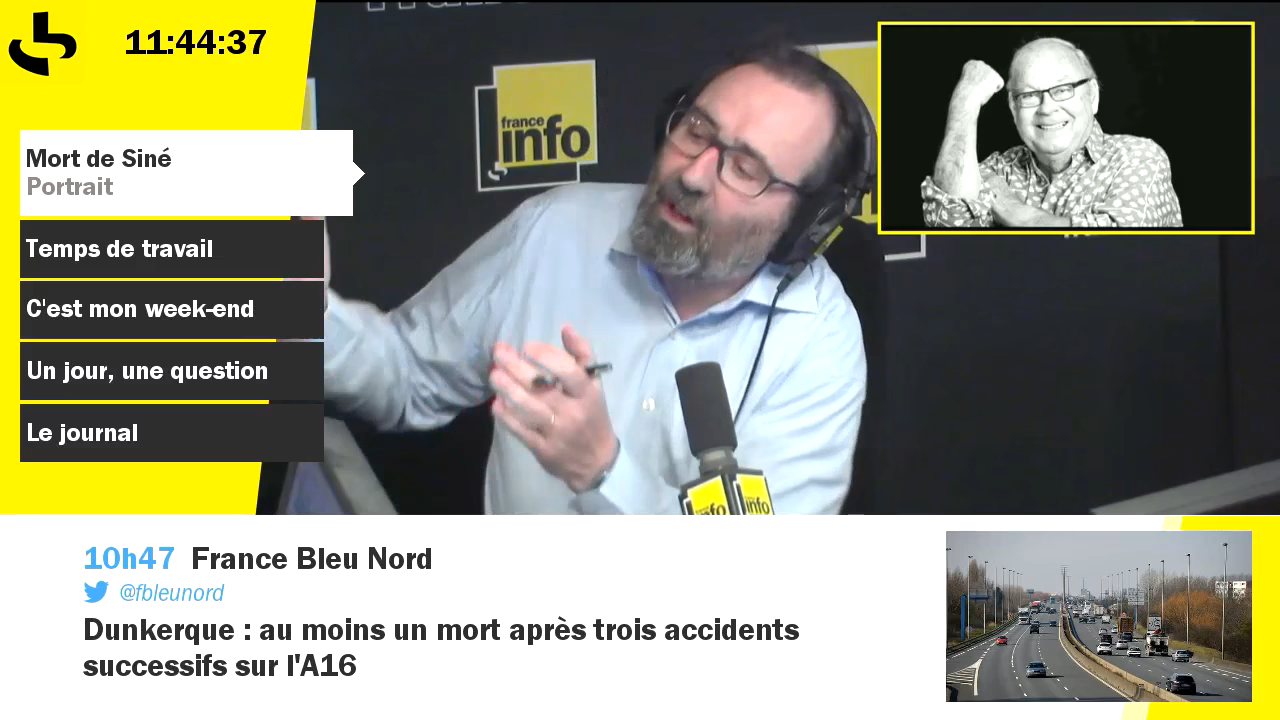 11:44:37
Mort de Siné
Portrait
Temps de travail
C'est mon week-end
Un jour, une question
Le journal
france
info
info
info
10h47 France Bleu Nord
@fbleunord
Dunkerque : au moins un mort après trois accidents
successifs sur l'A16